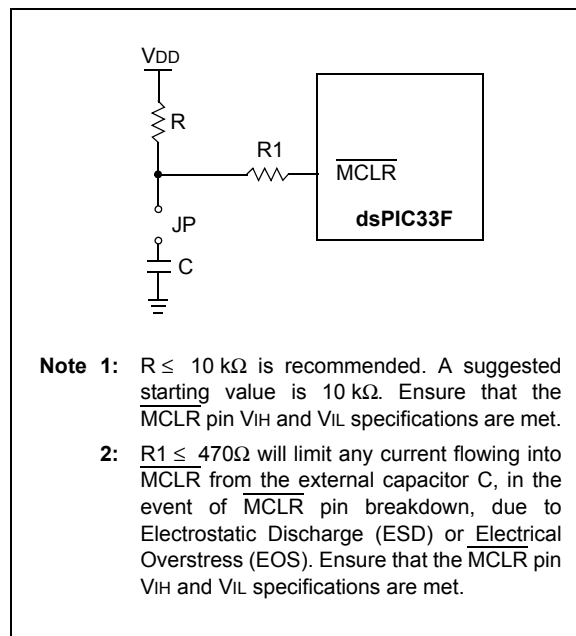 VDD
R
R1
MCLR
JP
dsPIC33F
C
Note 1: R ≤ 10 kΩ is recommended. A suggested
starting value is 10 kΩ. Ensure that the
MCLR pin VIH and VIL specifications are met.
2: R1 ≤ 470Ω will limit any current flowing into
MCLR from the external capacitor C, in the
event of MCLR pin breakdown, due to
Electrostatic Discharge (ESD) or Electrical
Overstress (EOS). Ensure that the MCLR pin
VIH and VIL specifications are met.